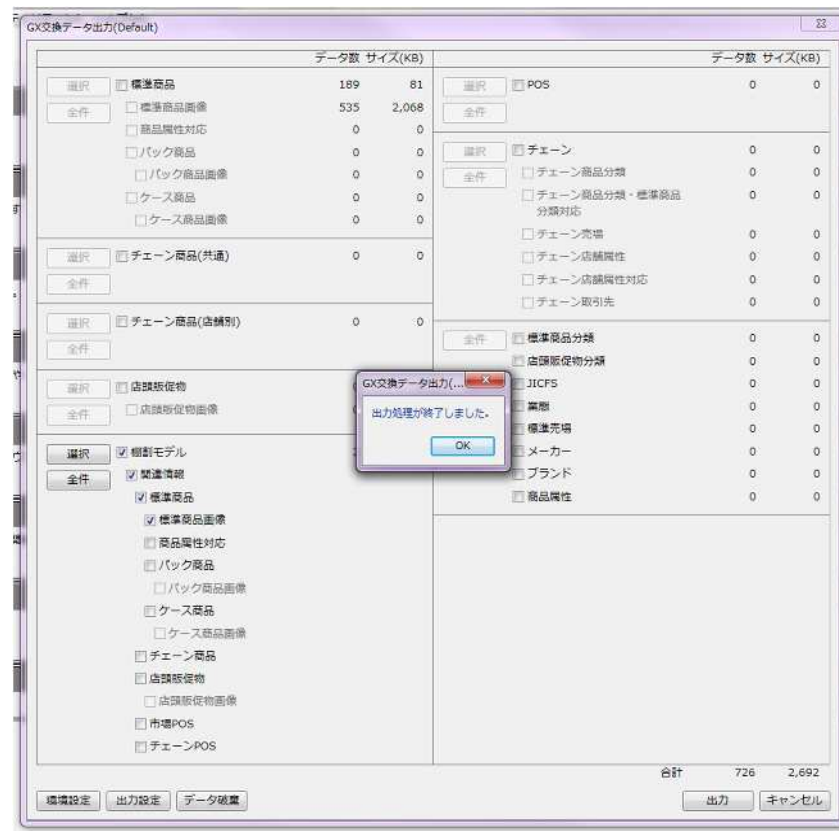 GX交換データ出力(Default)
データ数 サイズ(KB)
選択 標準商品 189 81
全件 標準商品画像 535 2,068
商品属性対応 0 0
パック商品 0 0
パック商品画像 0 0
ケース商品 0 0
ケース商品画像 0 0
選択 チェーン商品(共通) 0 0
全件
選択 チェーン商品(店舗別) 0 0
全件
選択 店頭販促物
全件 店頭販促物画像
選択 棚割モデル
全件 関連情報
標準商品
標準商品画像
商品属性対応
パック商品
パック商品画像
ケース商品
ケース商品画像
チェーン商品
店頭販促物
店頭販促物画像
市場POS
チェーンPOS
データ数 サイズ(KB)
選択 POS 0 0
全件
選択 チェーン 0 0
全件 チェーン商品分類 0 0
チェーン商品分類・標準商品 0 0
分類対応
チェーン売場 0 0
チェーン店舗属性 0 0
チェーン店舗属性対応 0 0
チェーン取引先 0 0
全件 標準商品分類 0 0
店頭販促物分類 0 0
JICFS 0 0
業態 0 0
標準売場 0 0
メーカー 0 0
ブランド 0 0
商品属性 0 0
GX交換データ出力(...
出力処理が終了しました。
OK
合計 726 2,692
環境設定 出力設定 データ破棄 出力 キャンセル